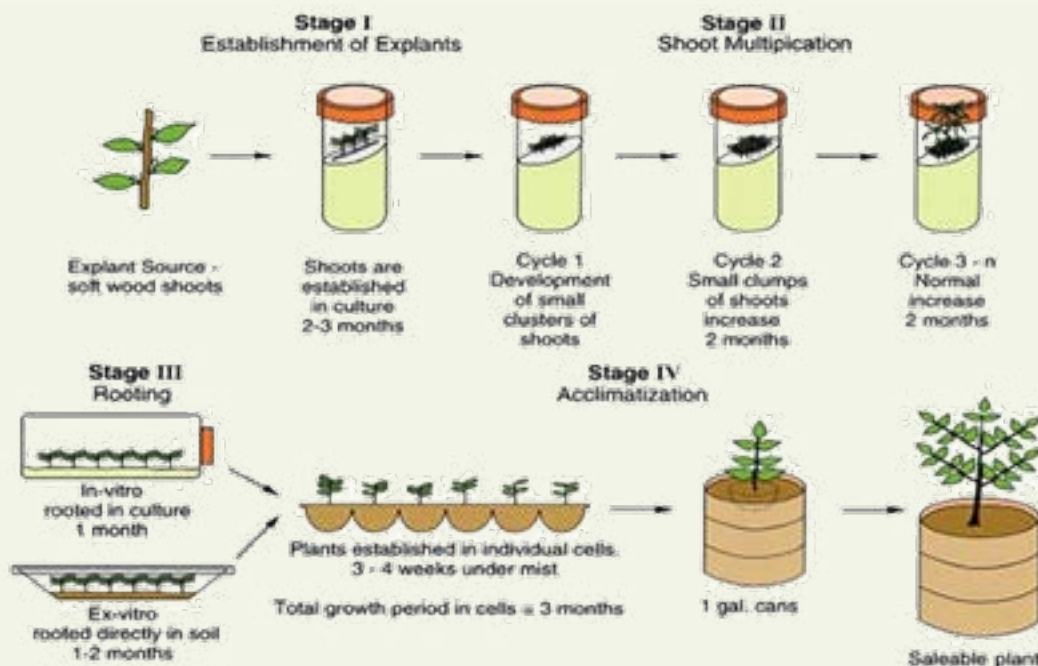 Stage I
Establishment of Explants
Stage II
Shoot Multipication
Explant Source -
soft wood shoots
Shoots are
established
in culture
2-3 months
Cycle 1
Development
of small
clusters of
shoots
Cycle 2
Small clumps
of shoots
increase
2 months
Cycle 3 - n
Normal
increase
2 months
Stage III
Rooting
Stage IV
Acclimatization
In-vitro
rooted in culture
1 month
Ex-vitro
rooted directly in soil
1-2 months
Plants established in individual cells.
3 - 4 weeks under mist
Total growth period in cells = 3 months
1 gal. cans
Saleable plant